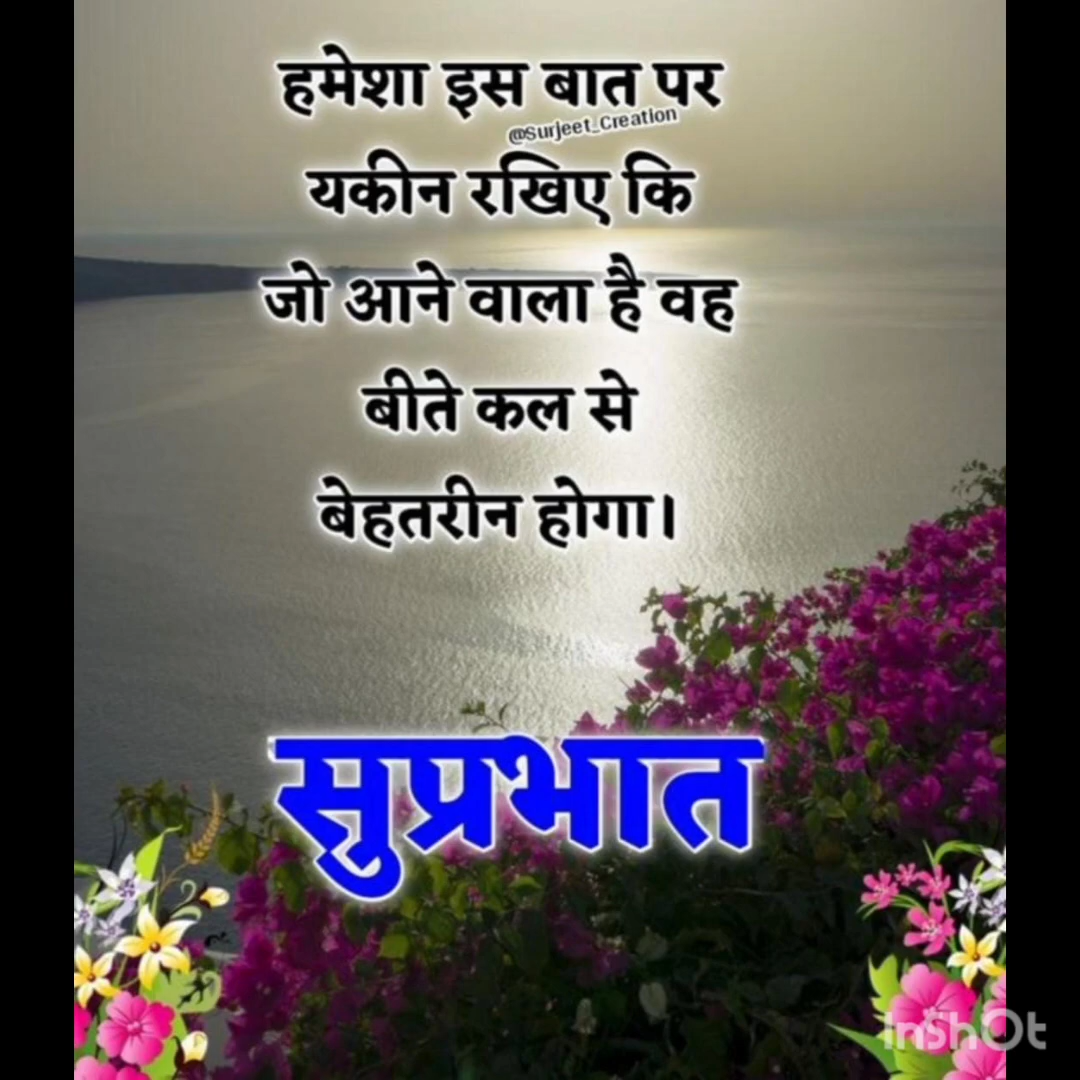 हमेशा इस बात पर
@Surjeet_Creation
यकीन रखिए कि
जो आने वाला है वह
बीते कल से
बेहतरीन होगा।
सुप्रभात
InShOt